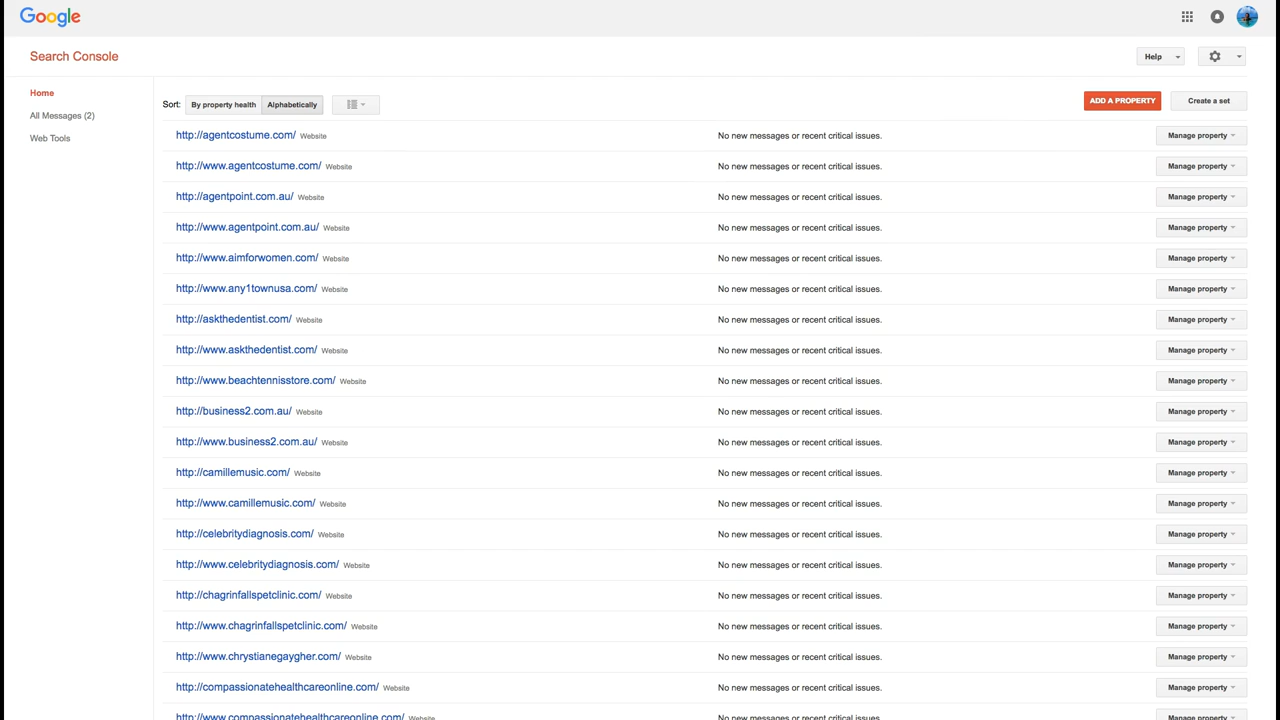 Google
Search Console
Help
Home
All Messages (2)
Web Tools
Sort: By property health Alphabetically ADD A PROPERTY Create a set
http://agentcostume.com/ Website No new messages or recent critical issues. Manage property
http://www.agentcostume.com/ Website No new messages or recent critical issues. Manage property
http://agentpoint.com.au/ Website No new messages or recent critical issues. Manage property
http://www.agentpoint.com.au/ Website No new messages or recent critical issues. Manage property
http://www.aimforwomen.com/ Website No new messages or recent critical issues. Manage property
http://www.any1townusa.com/ Website No new messages or recent critical issues. Manage property
http://askthedentist.com/ Website No new messages or recent critical issues. Manage property
http://www.askthedentist.com/ Website No new messages or recent critical issues. Manage property
http://www.beachtennisstore.com/ Website No new messages or recent critical issues. Manage property
http://business2.com.au/ Website No new messages or recent critical issues. Manage property
http://www.business2.com.au/ Website No new messages or recent critical issues. Manage property
http://camillemusic.com/ Website No new messages or recent critical issues. Manage property
http://www.camillemusic.com/ Website No new messages or recent critical issues. Manage property
http://celebritydiagnosis.com/ Website No new messages or recent critical issues. Manage property
http://www.celebritydiagnosis.com/ Website No new messages or recent critical issues. Manage property
http://chagrinfallspetclinic.com/ Website No new messages or recent critical issues. Manage property
http://www.chagrinfallspetclinic.com/ Website No new messages or recent critical issues. Manage property
http://www.chrystianegaygher.com/ Website No new messages or recent critical issues. Manage property
http://compassionatehealthcareonline.com/ Website No new messages or recent critical issues. Manage property
http://www.compassionatehealthcareonline.com/ Website No new messages or recent critical issues. Manage property